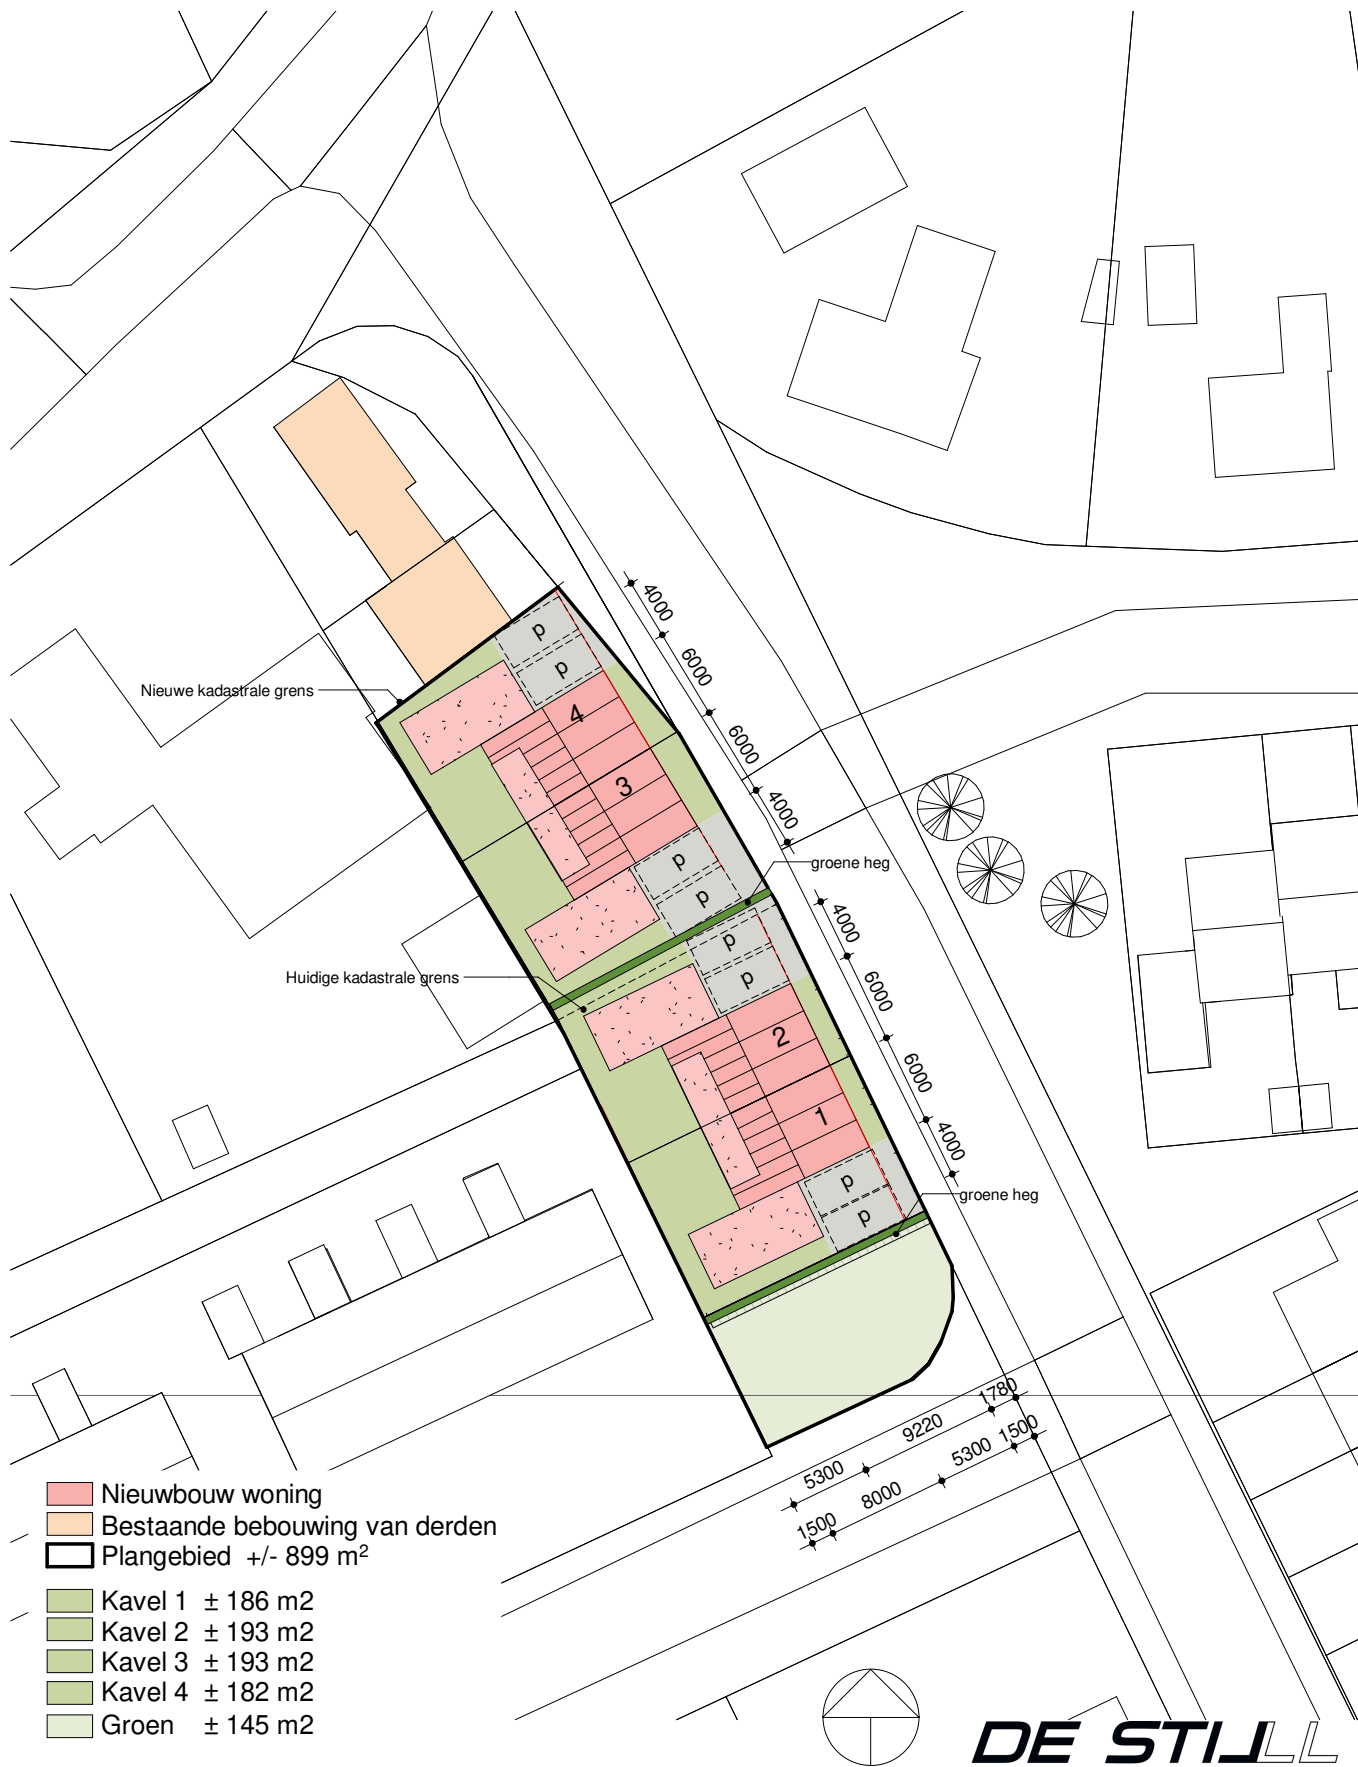 4000
6000
6000
4000
Nieuwe kadastrale grens
p
p
4
3
p
p
groene heg
4000
6000
6000
4000
Huidige kadastrale grens
p
p
2
1
p
p
groene heg
5300 9220 1780
1500 8000 5300 1500
Nieuwbouw woning
Bestaande bebouwing van derden
Plangebied +/- 899 m²
Kavel 1 ± 186 m2
Kavel 2 ± 193 m2
Kavel 3 ± 193 m2
Kavel 4 ± 182 m2
Groen ± 145 m2
DE STIJLL